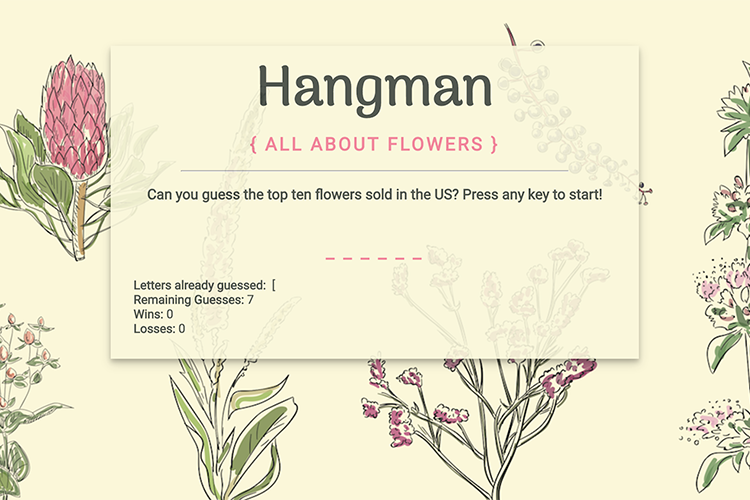 Hangman
{ ALL ABOUT FLOWERS }
Can you guess the top ten flowers sold in the US? Press any key to start!
_ _ _ _ _ _
Letters already guessed: [
Remaining Guesses: 7
Wins: 0
Losses: 0